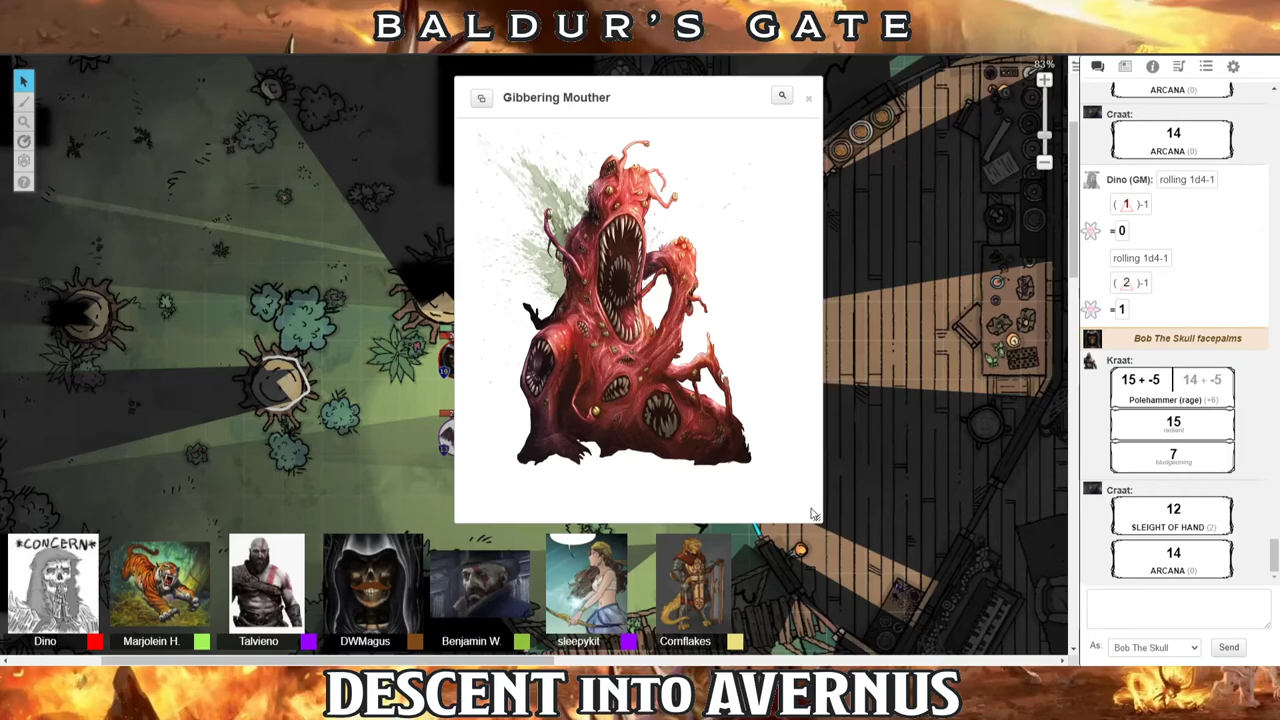 BALDUR'S GATE
83%
Gibbering Mouther
ARCANA (0)
Craat:
14
ARCANA (0)
Dino (GM): rolling 1d4-1
( 1 )-1
= 0
rolling 1d4-1
( 2 )-1
= 1
Bob The Skull facepalms
Kraat:
15 + -5 14 + -5
Polehammer (rage) (+6)
15
radiant
7
bludgeoning
Craat:
12
SLEIGHT OF HAND (2)
14
ARCANA (0)
As: Bob The Skull Send
*CONCERN*
Dino
Marjolein H.
Talvieno
DWMagus
Benjamin W.
sleepykit
Cornflakes
DESCENT INTO AVERNUS